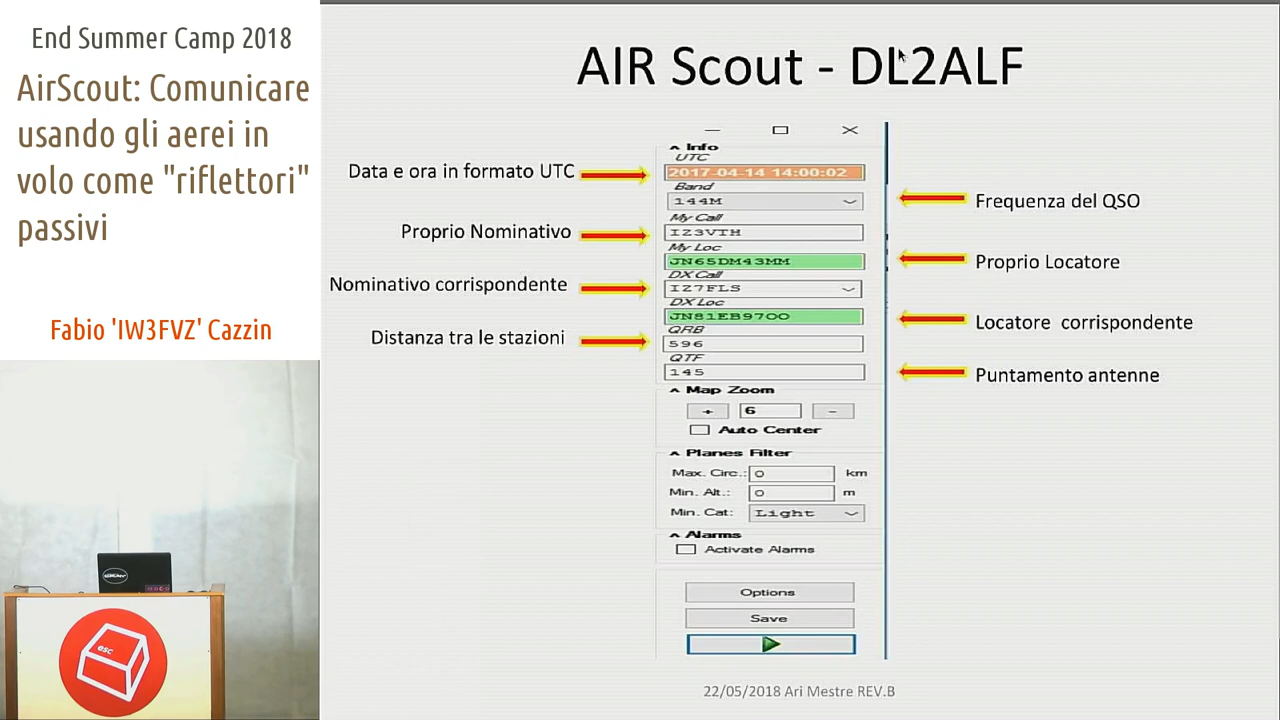 End Summer Camp 2018
AirScout: Comunicare
usando gli aerei in
volo come "riflettori"
passivi
Fabio 'IW3FVZ' Cazzin
esc
AIR Scout - DL2ALF
Info
UTC
Data e ora in formato UTC
2017-04-14 14:00:02
Band
144M
Frequenza del QSO
My Call
Proprio Nominativo
IZ3VTH
My Loc
JN65DM43MM
Proprio Locatore
DX Call
Nominativo corrispondente
IZ7FLS
DX Loc
JN81EB97OO
Locatore corrispondente
QRB
Distanza tra le stazioni
596
QTF
145
Puntamento antenne
Map Zoom
+ 6 -
Auto Center
Planes Filter
Max. Circ.: 0 km
Min. Alt.: 0 m
Min. Cat: Light
Alarms
Activate Alarms
Options
Save
22/05/2018 Ari Mestre REV.B